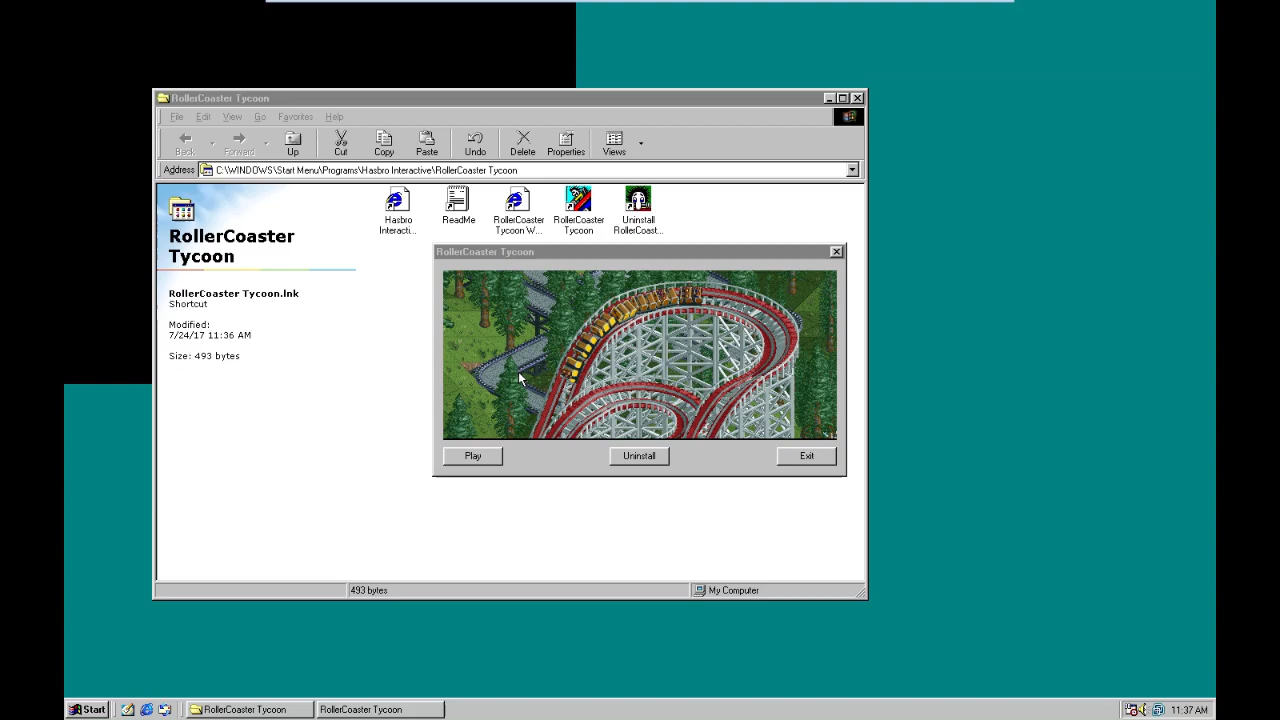 RollerCoaster Tycoon
File Edit View Go Favorites Help
Back Forward Up Cut Copy Paste Undo Delete Properties Views
Address C:\WINDOWS\Start Menu\Programs\Hasbro Interactive\RollerCoaster Tycoon
Hasbro Interacti...
ReadMe
RollerCoaster Tycoon W...
RollerCoaster Tycoon
Uninstall RollerCoast...
RollerCoaster
Tycoon
RollerCoaster Tycoon.lnk
Shortcut
Modified:
7/24/17 11:36 AM
Size: 493 bytes
RollerCoaster Tycoon
Play Uninstall Exit
493 bytes My Computer
Start RollerCoaster Tycoon RollerCoaster Tycoon 11:37 AM